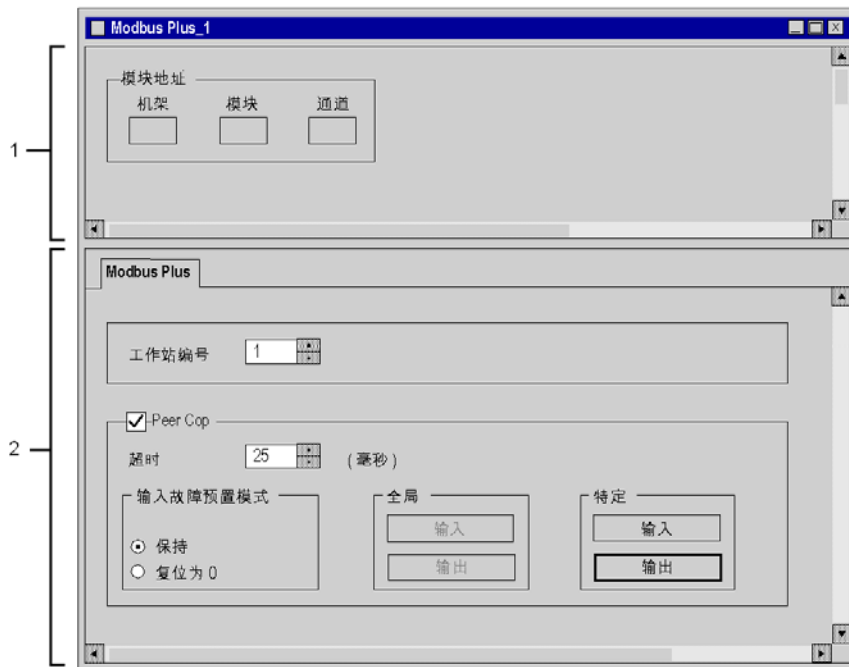 Modbus Plus_1
模块地址
机架 模块 通道
1
Modbus Plus
工作站编号 1
Peer Cop
2
超时 25 (毫秒)
输入故障预置模式 全局 特定
输入 输入
保持
输出 输出
复位为 0